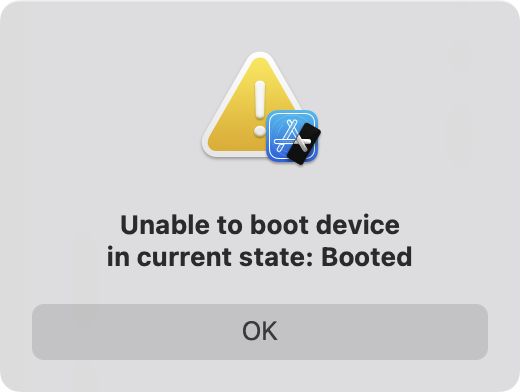 Unable to boot device
in current state: Booted
OK